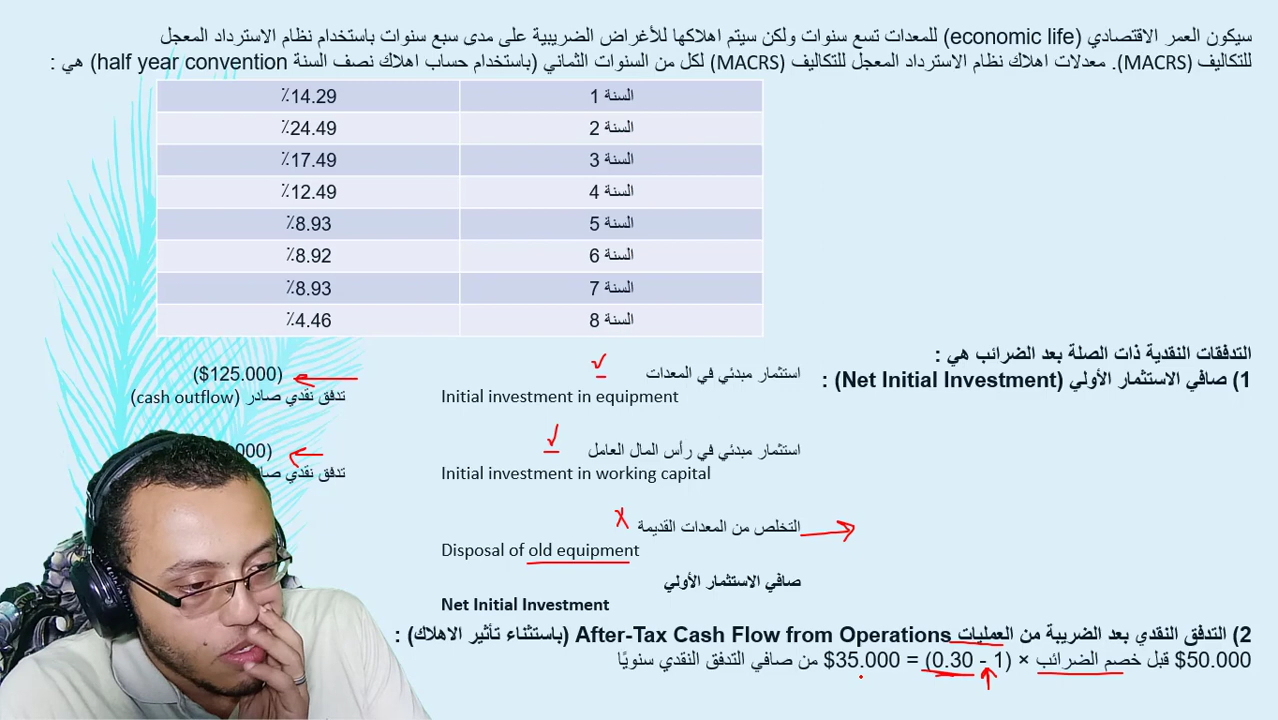 سيكون العمر الاقتصادي (economic life) للمعدات تسع سنوات ولكن سيتم اهلاكها للأغراض الضريبية على مدى سبع سنوات باستخدام نظام الاسترداد المعجل
للتكاليف (MACRS). معدلات اهلاك نظام الاسترداد المعجل للتكاليف (MACRS) لكل من السنوات الثماني (باستخدام حساب اهلاك نصف السنة half year convention) هي :
السنة 1 14.29٪
السنة 2 24.49٪
السنة 3 17.49٪
السنة 4 12.49٪
السنة 5 8.93٪
السنة 6 8.92٪
السنة 7 8.93٪
السنة 8 4.46٪
التدفقات النقدية ذات الصلة بعد الضرائب هي :
1) صافي الاستثمار الأولي (Net Initial Investment) :
استثمار مبدئي في المعدات ($125.000)
Initial investment in equipment تدفق نقدي صادر (cash outflow)
استثمار مبدئي في رأس المال العامل 000)
Initial investment in working capital تدفق نقدي
التخلص من المعدات القديمة
Disposal of old equipment
صافي الاستثمار الأولي
Net Initial Investment
2) التدفق النقدي بعد الضريبة من العمليات After-Tax Cash Flow from Operations (باستثناء تأثير الاهلاك) :
$50.000 قبل خصم الضرائب × (1 - 0.30) = $35.000 من صافي التدفق النقدي سنويًا